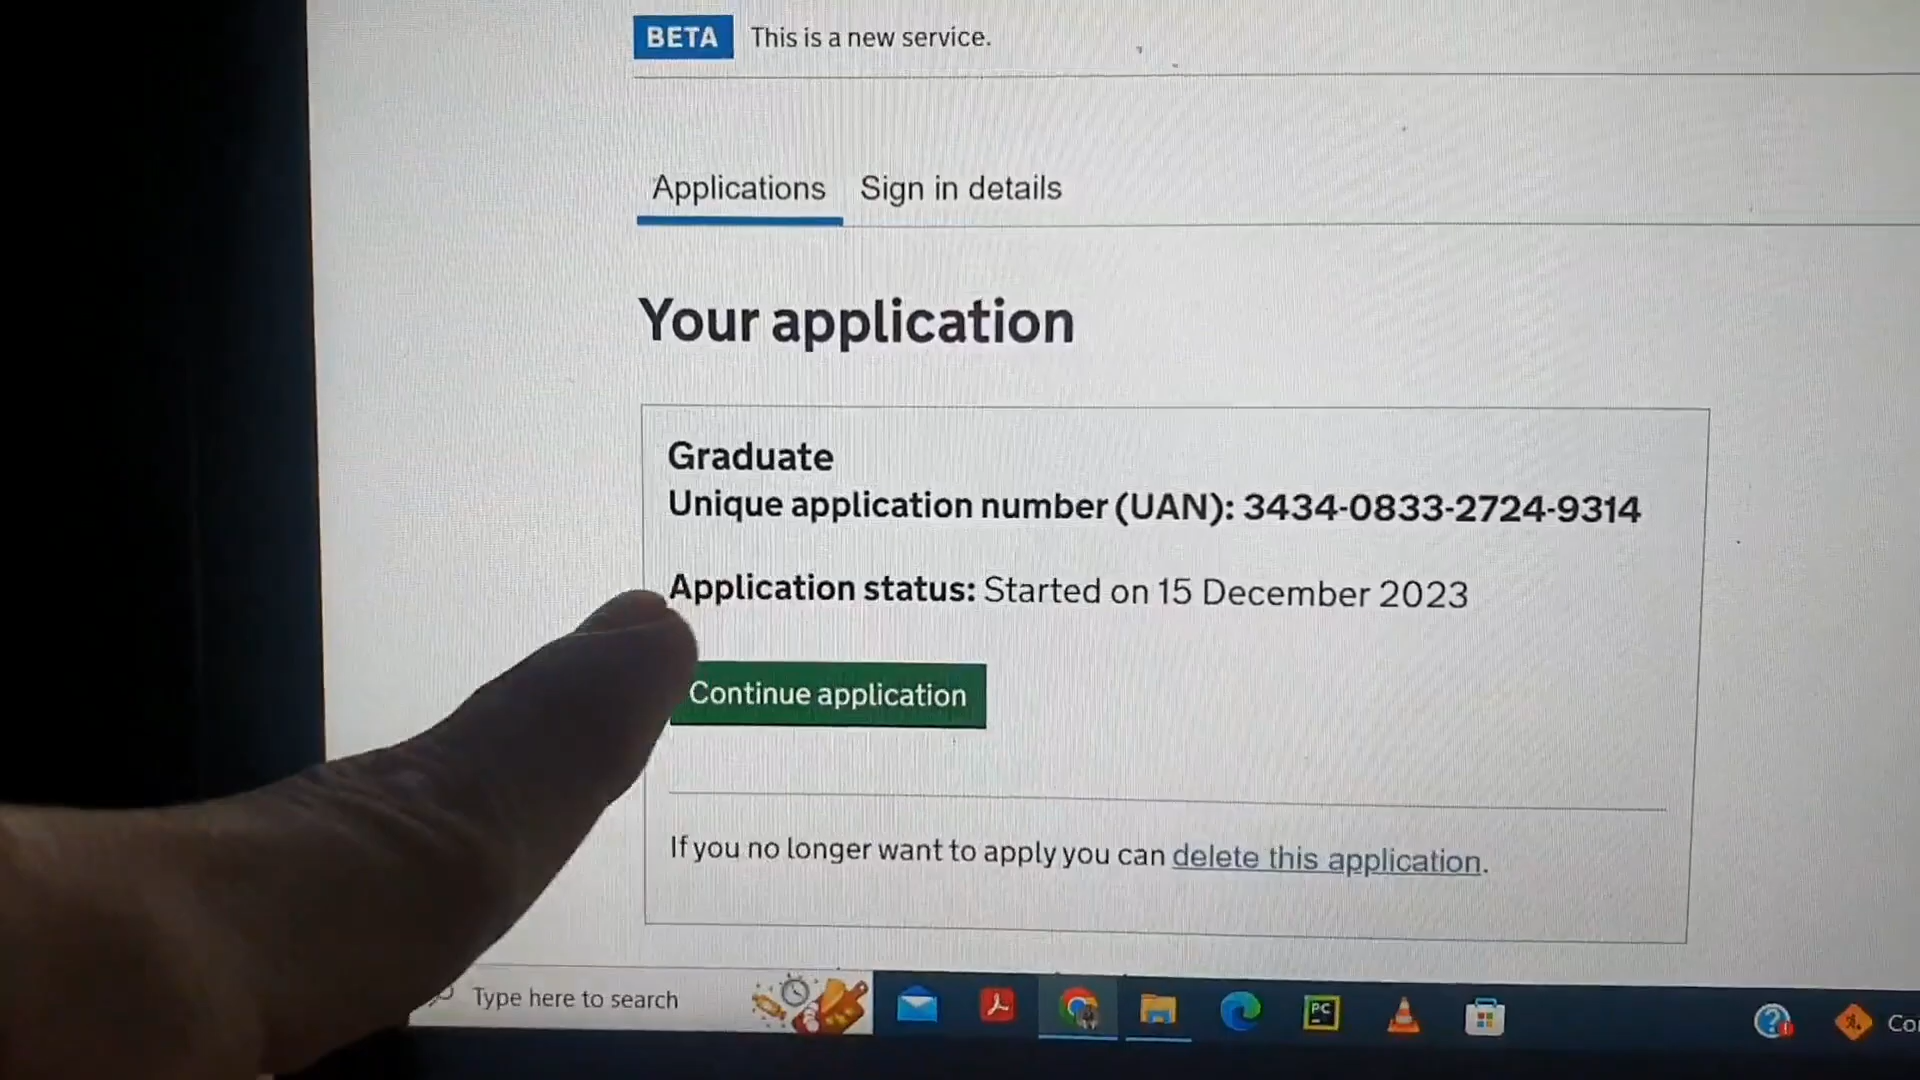 BETA This is a new service.
Applications Sign in details
Your application
Graduate
Unique application number (UAN): 3434-0833-2724-9314
Application status: Started on 15 December 2023
Continue application
If you no longer want to apply you can delete this application.
Type here to search
PC